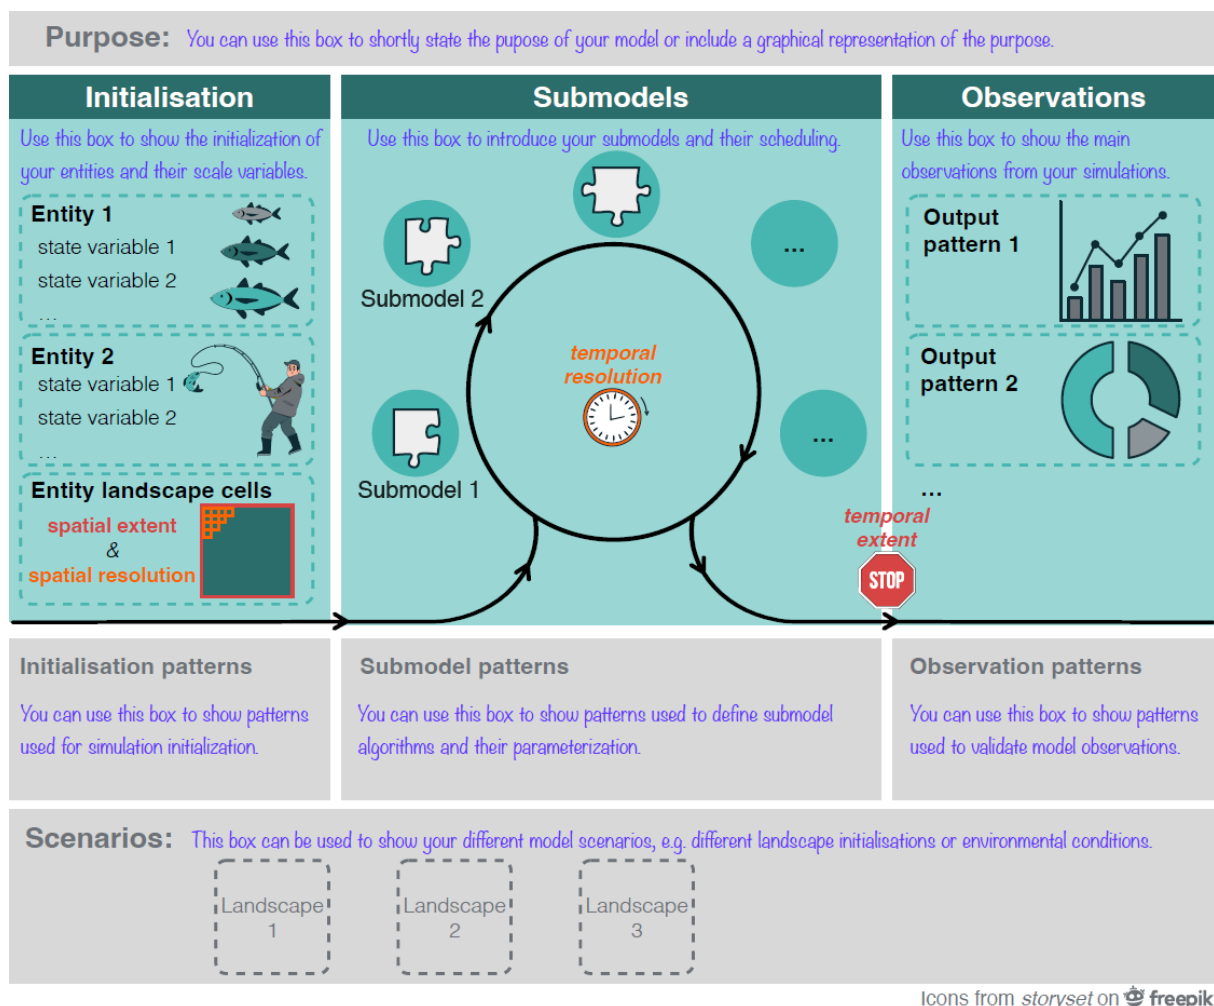 Purpose: You can use this box to shortly state the pupose of your model or include a graphical representation of the purpose.
Initialisation
Use this box to show the initialization of
your entities and their scale variables.
Entity 1
state variable 1
state variable 2
...
Entity 2
state variable 1
state variable 2
...
Entity landscape cells
spatial extent
&
spatial resolution
Submodels
Use this box to introduce your submodels and their scheduling.
Submodel 2
...
temporal
resolution
Submodel 1
...
temporal
extent
STOP
Observations
Use this box to show the main
observations from your simulations.
Output
pattern 1
Output
pattern 2
...
Initialisation patterns
You can use this box to show patterns
used for simulation initialization.
Submodel patterns
You can use this box to show patterns used to define submodel
algorithms and their parameterization.
Observation patterns
You can use this box to show patterns
used to validate model observations.
Scenarios: This box can be used to show your different model scenarios, e.g. different landscape initialisations or environmental conditions.
Landscape
1
Landscape
2
Landscape
3
Icons from storyset on freepik